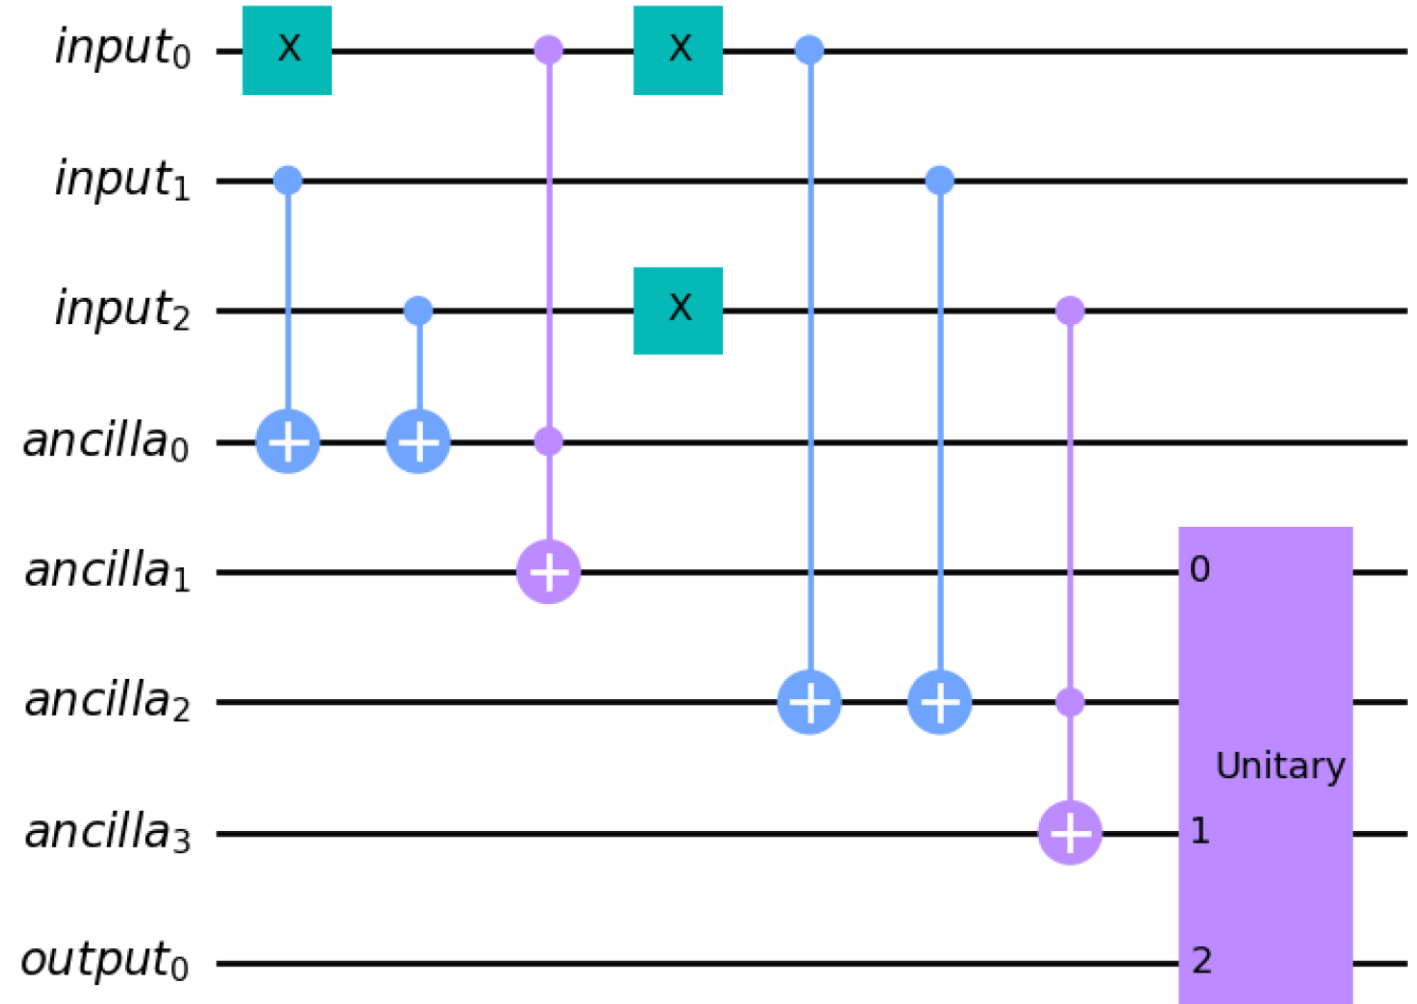 input₀ X X
input₁
input₂ X
ancilla₀
ancilla₁ 0
ancilla₂
Unitary
ancilla₃ 1
output₀ 2